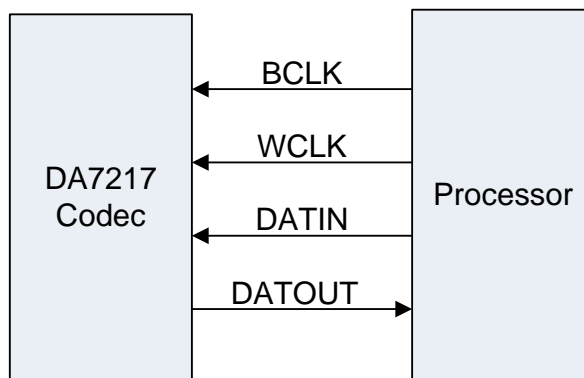 BCLK
WCLK
DA7217
Codec
Processor
DATIN
DATOUT